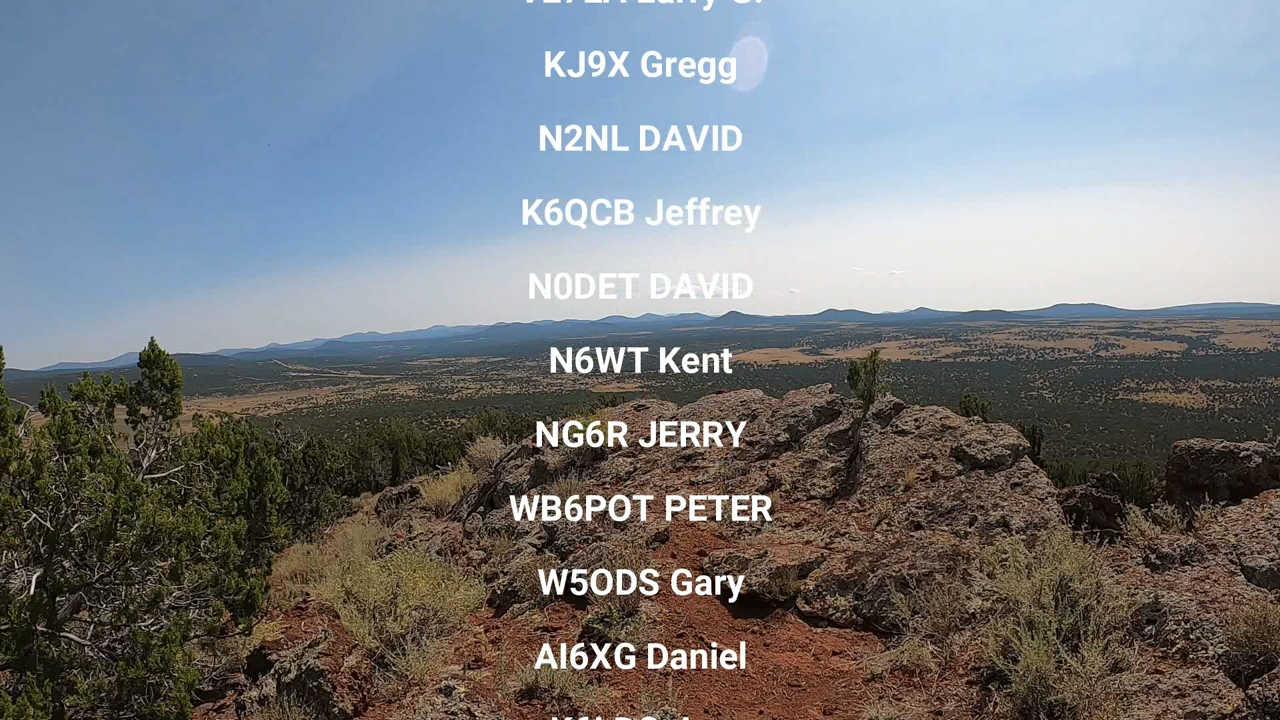 KJ9X Gregg
N2NL DAVID
K6QCB Jeffrey
N0DET DAVID
N6WT Kent
NG6R JERRY
WB6POT PETER
W5ODS Gary
AI6XG Daniel